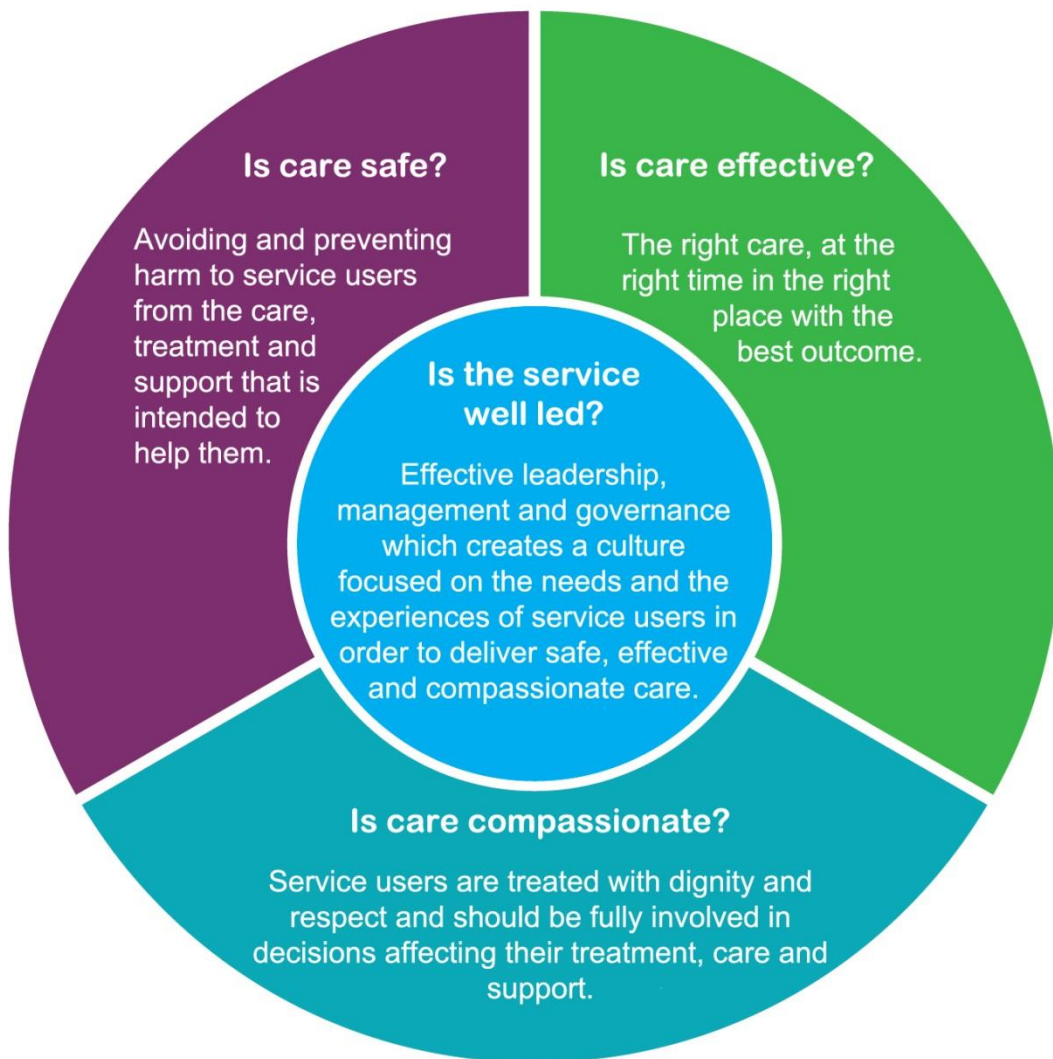 Is care safe?
Avoiding and preventing
harm to service users
from the care,
treatment and
support that is
intended to
help them.
Is care effective?
The right care, at the
right time in the right
place with the
best outcome.
Is the service
well led?
Effective leadership,
management and governance
which creates a culture
focused on the needs and the
experiences of service users in
order to deliver safe, effective
and compassionate care.
Is care compassionate?
Service users are treated with dignity and
respect and should be fully involved in
decisions affecting their treatment, care and
support.